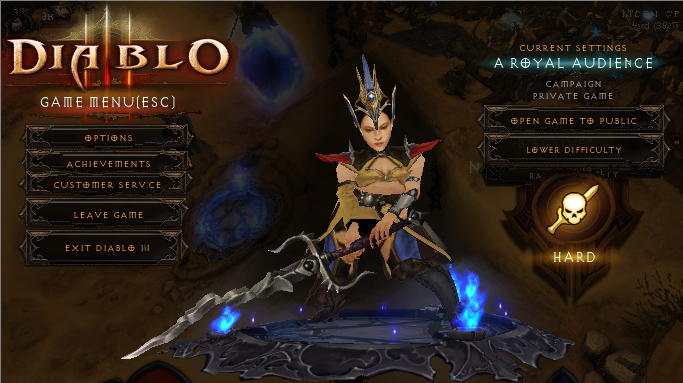 DIABLO
III
GAME MENU(ESC)
OPTIONS
ACHIEVEMENTS
CUSTOMER SERVICE
LEAVE GAME
EXIT DIABLO III
CURRENT SETTINGS
A ROYAL AUDIENCE
CAMPAIGN
PRIVATE GAME
OPEN GAME TO PUBLIC
LOWER DIFFICULTY
HARD